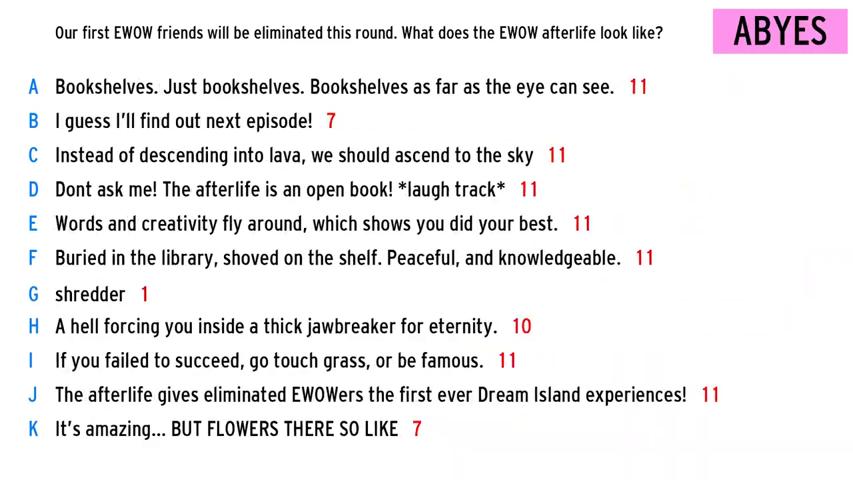 Our first EWOW friends will be eliminated this round. What does the EWOW afterlife look like?
ABYES
A Bookshelves. Just bookshelves. Bookshelves as far as the eye can see. 11
B I guess I'll find out next episode! 7
C Instead of descending into lava, we should ascend to the sky 11
D Dont ask me! The afterlife is an open book! *laugh track* 11
E Words and creativity fly around, which shows you did your best. 11
F Buried in the library, shoved on the shelf. Peaceful, and knowledgeable. 11
G shredder 1
H A hell forcing you inside a thick jawbreaker for eternity. 10
I If you failed to succeed, go touch grass, or be famous. 11
J The afterlife gives eliminated EWOWers the first ever Dream Island experiences! 11
K It's amazing... BUT FLOWERS THERE SO LIKE 7